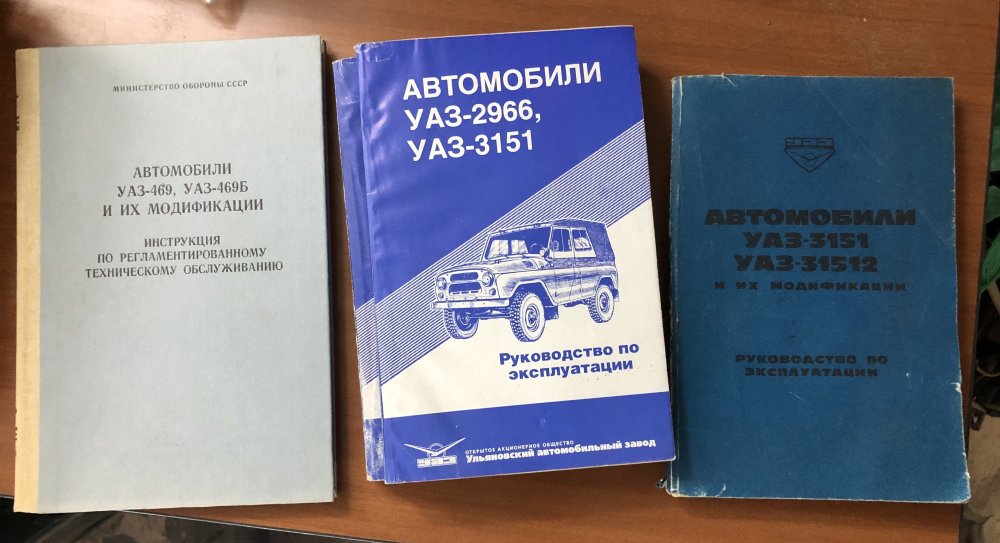 МИНИСТЕРСТВО ОБОРОНЫ СССР
АВТОМОБИЛИ
УАЗ-469, УАЗ-469Б
И ИХ МОДИФИКАЦИИ
ИНСТРУКЦИЯ
ПО РЕГЛАМЕНТИРОВАННОМУ
ТЕХНИЧЕСКОМУ ОБСЛУЖИВАНИЮ
АВТОМОБИЛИ
УАЗ-2966,
УАЗ-3151
Руководство по
эксплуатации
УАЗ
ОТКРЫТОЕ АКЦИОНЕРНОЕ ОБЩЕСТВО
Ульяновский автомобильный завод
УАЗ
АВТОМОБИЛИ
УАЗ-3151
УАЗ-31512
И ИХ МОДИФИКАЦИИ
РУКОВОДСТВО ПО
ЭКСПЛУАТАЦИИ